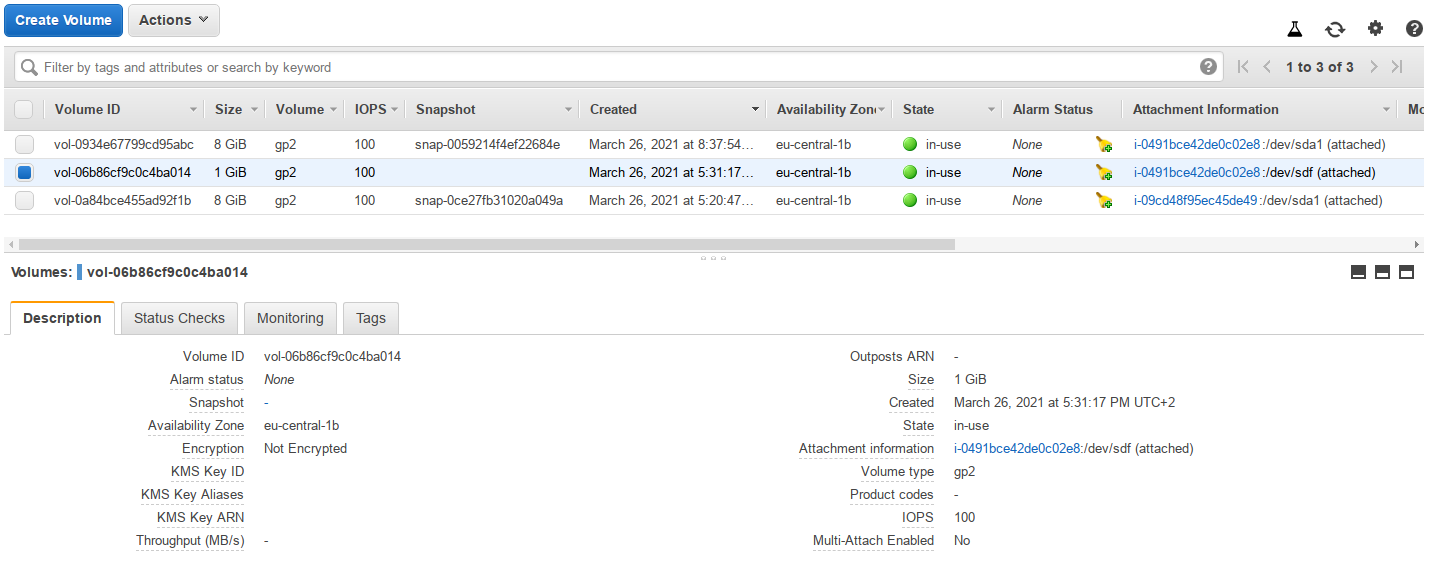 Create Volume Actions
Filter by tags and attributes or search by keyword 1 to 3 of 3
Volume ID Size Volume IOPS Snapshot Created Availability Zon State Alarm Status Attachment Information Mo
vol-0934e67799cd95abc 8 GiB gp2 100 snap-0059214f4ef22684e March 26, 2021 at 8:37:54... eu-central-1b in-use None i-0491bce42de0c02e8:/dev/sda1 (attached)
vol-06b86cf9c0c4ba014 1 GiB gp2 100 March 26, 2021 at 5:31:17... eu-central-1b in-use None i-0491bce42de0c02e8:/dev/sdf (attached)
vol-0a84bce455ad92f1b 8 GiB gp2 100 snap-0ce27fb31020a049a March 26, 2021 at 5:20:47... eu-central-1b in-use None i-09cd48f95ec45de49:/dev/sda1 (attached)
Volumes: vol-06b86cf9c0c4ba014
Description Status Checks Monitoring Tags
Volume ID vol-06b86cf9c0c4ba014 Outposts ARN -
Alarm status None Size 1 GiB
Snapshot - Created March 26, 2021 at 5:31:17 PM UTC+2
Availability Zone eu-central-1b State in-use
Encryption Not Encrypted Attachment information i-0491bce42de0c02e8:/dev/sdf (attached)
KMS Key ID Volume type gp2
KMS Key Aliases Product codes -
KMS Key ARN IOPS 100
Throughput (MB/s) - Multi-Attach Enabled No